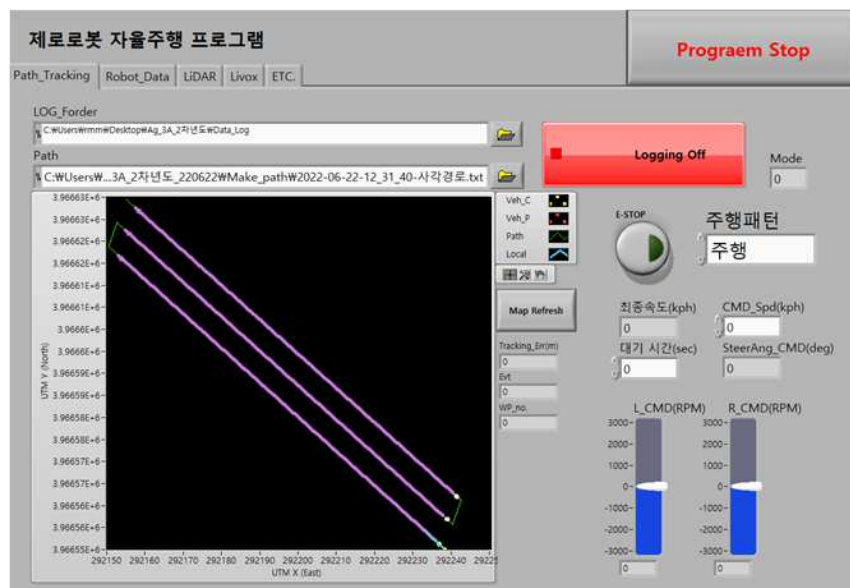 제로로봇 자율주행 프로그램
Prograem Stop
Path_Tracking Robot_Data LiDAR Livox ETC.
LOG_Forder
C:₩Users₩rmm₩Desktop₩Ag_3A_2차년도₩Data_Log
Logging Off
Mode
0
Path
C:₩Users₩...3A_2차년도_220622₩Make_path₩2022-06-22-12_31_40-사각경로.txt
3.96663E+6
3.96663E+6
3.96662E+6
3.96662E+6
3.96661E+6
3.96661E+6
3.9666E+6
3.9666E+6
3.96659E+6
3.96659E+6
3.96658E+6
3.96658E+6
3.96657E+6
3.96657E+6
3.96656E+6
3.96656E+6
3.96655E+6
UTM Y (North)
292150 292160 292170 292180 292190 292200 292210 292220 292230 292240
UTM X (East)
Veh_C
Veh_P
Path
Local
Map Refresh
Tracking_Err(m)
0
Evt
0
WP_no.
0
E-STOP
주행패턴
주행
최종속도(kph) CMD_Spd(kph)
0 0
대기 시간(sec) SteerAng_CMD(deg)
0 0
L_CMD(RPM) R_CMD(RPM)
3000 3000
2000 2000
1000 1000
0 0
-1000 -1000
-2000 -2000
-3000 -3000
0 0